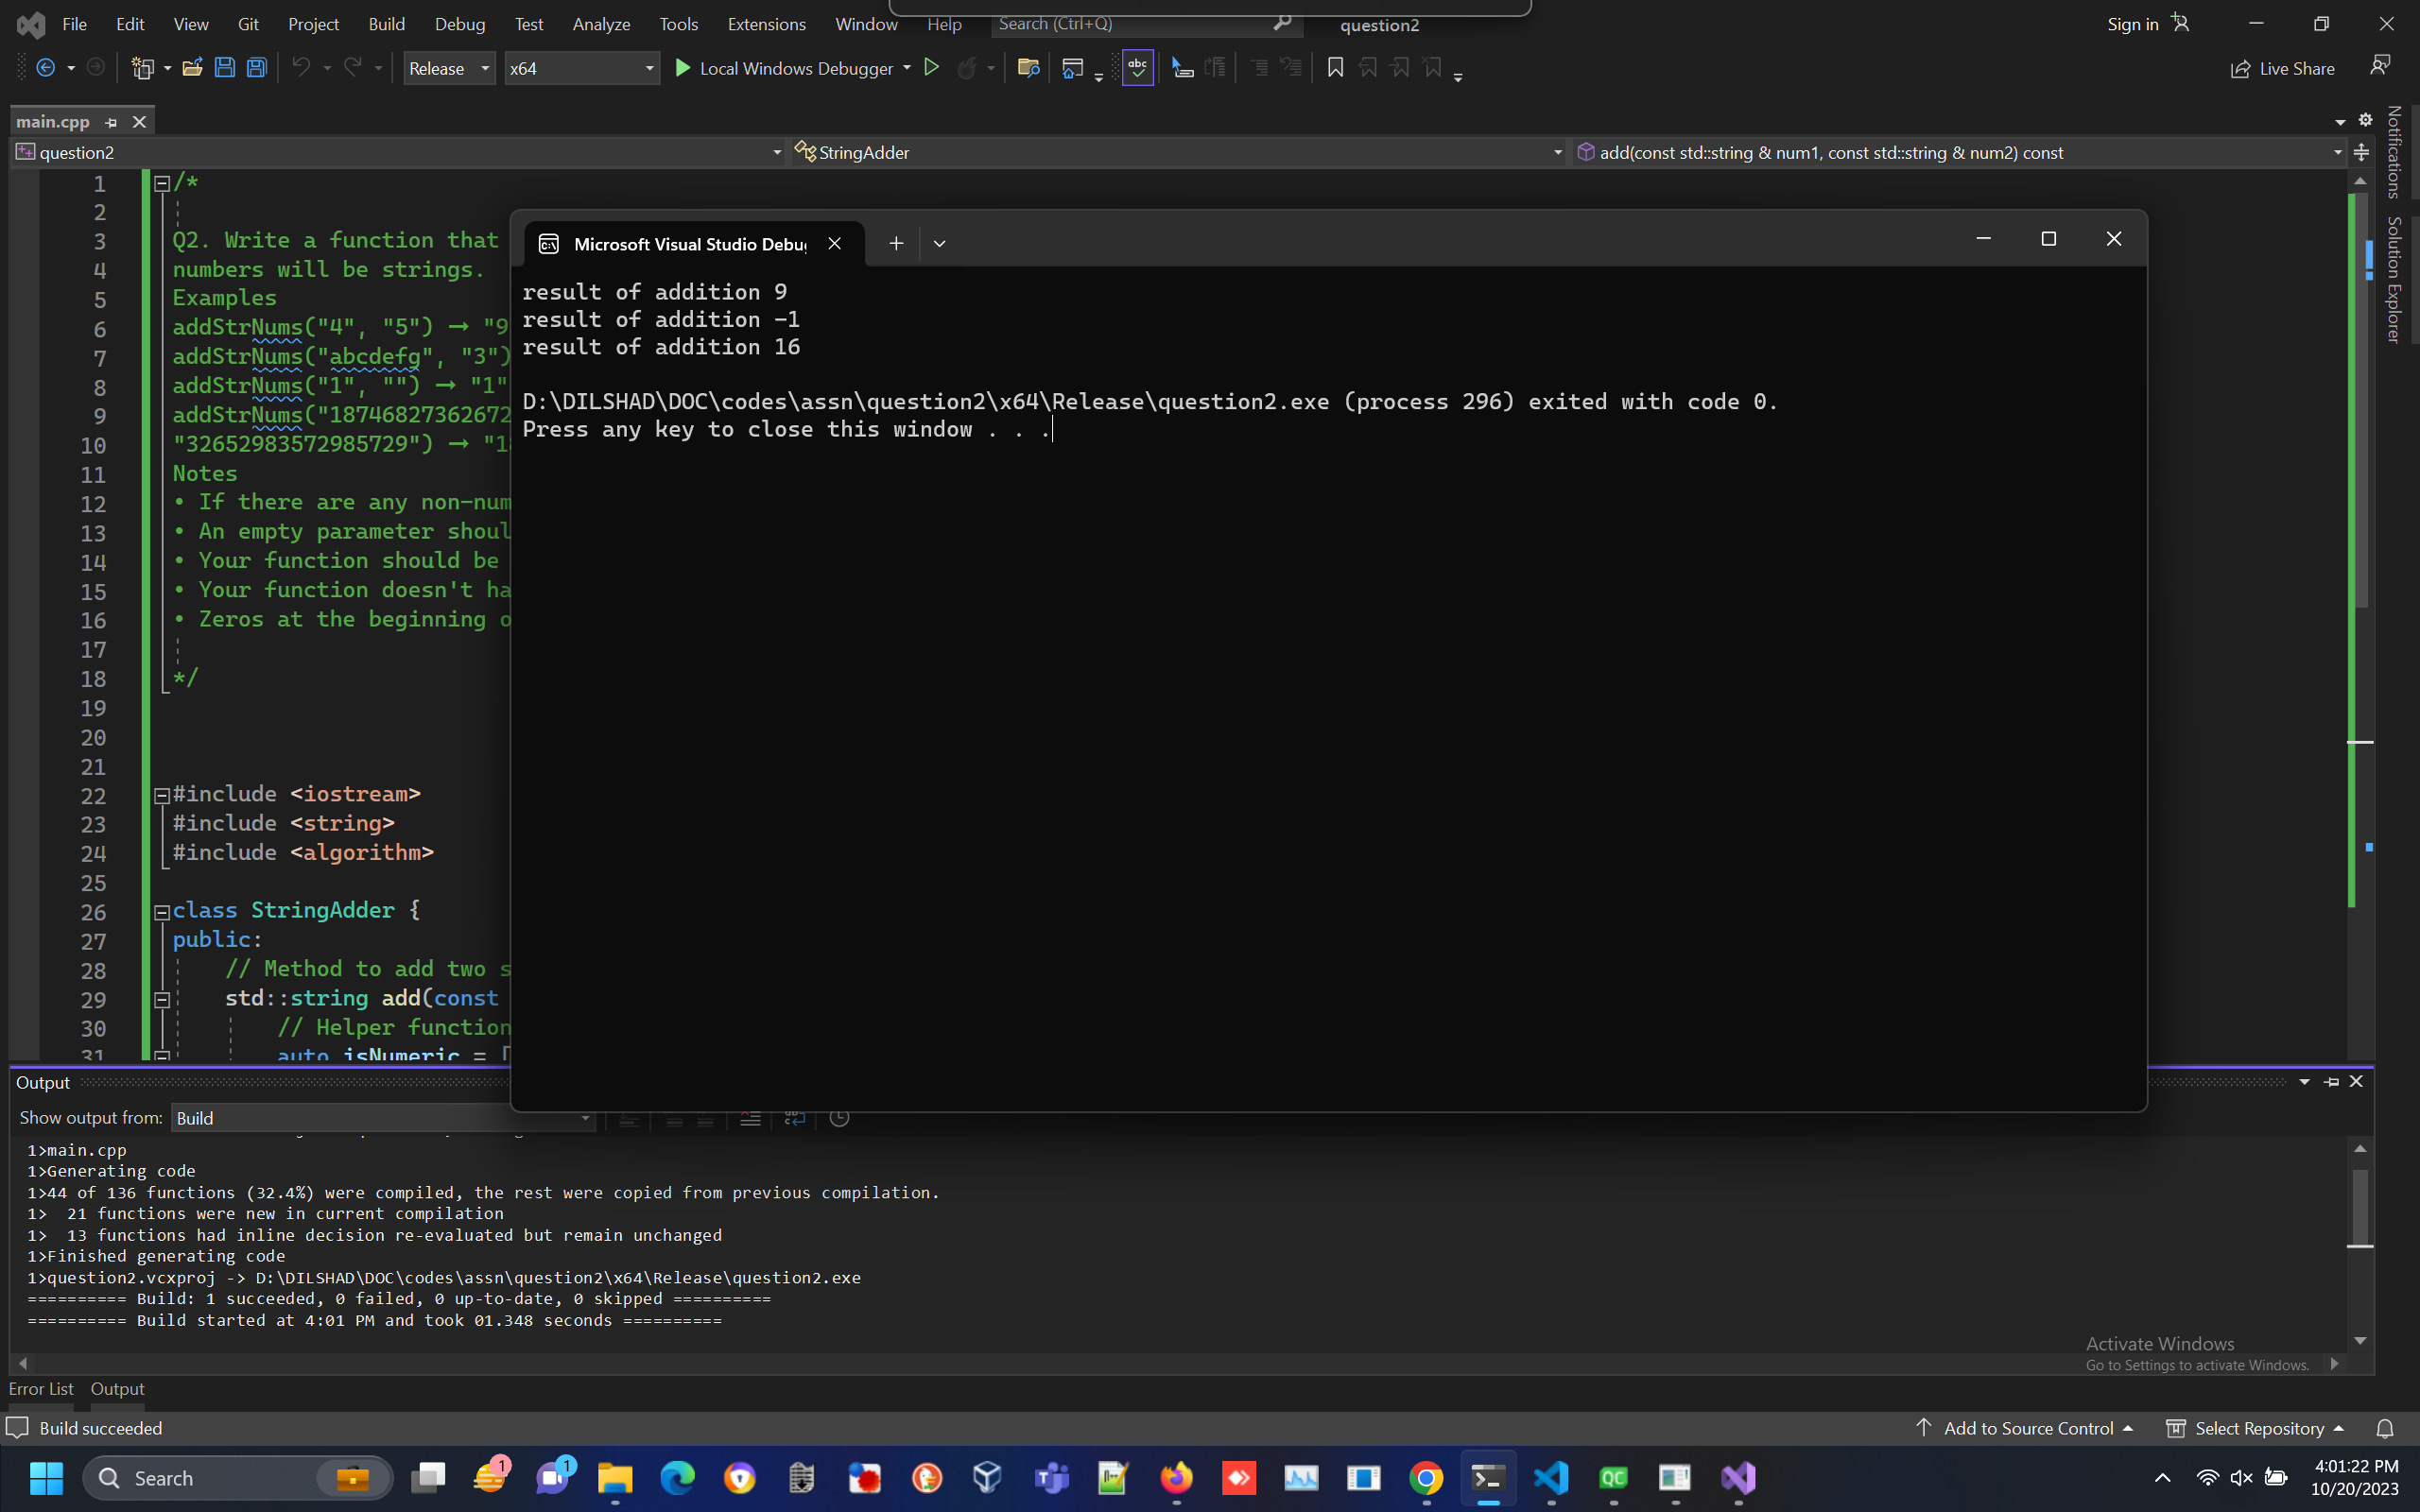 File Edit View Git Project Build Debug Test Analyze Tools Extensions Window Help Search (Ctrl+Q) question2 Sign in
Release x64 Local Windows Debugger Live Share
main.cpp
question2 StringAdder add(const std::string & num1, const std::string & num2) const
Notifications
Solution Explorer
1 /*
2
3 Q2. Write a function that
4 numbers will be strings.
5 Examples
6 addStrNums("4", "5") → "9
7 addStrNums("abcdefg", "3")
8 addStrNums("1", "") → "1"
9 addStrNums("18746827362672
10 "32652983572985729") → "18
11 Notes
12 • If there are any non-num
13 • An empty parameter shoul
14 • Your function should be
15 • Your function doesn't ha
16 • Zeros at the beginning o
17
18 */
19
20
21
22 #include <iostream>
23 #include <string>
24 #include <algorithm>
25
26 class StringAdder {
27 public:
28 // Method to add two s
29 std::string add(const
30 // Helper function
31 auto isNumeric = [
Microsoft Visual Studio Debu
result of addition 9
result of addition -1
result of addition 16
D:\DILSHAD\DOC\codes\assn\question2\x64\Release\question2.exe (process 296) exited with code 0.
Press any key to close this window . . .
Output
Show output from: Build
1>main.cpp
1>Generating code
1>44 of 136 functions (32.4%) were compiled, the rest were copied from previous compilation.
1>  21 functions were new in current compilation
1>  13 functions had inline decision re-evaluated but remain unchanged
1>Finished generating code
1>question2.vcxproj -> D:\DILSHAD\DOC\codes\assn\question2\x64\Release\question2.exe
========== Build: 1 succeeded, 0 failed, 0 up-to-date, 0 skipped ==========
========== Build started at 4:01 PM and took 01.348 seconds ==========
Activate Windows
Go to Settings to activate Windows.
Error List Output
Build succeeded Add to Source Control Select Repository
Search 1 1 QC 4:01:22 PM
10/20/2023